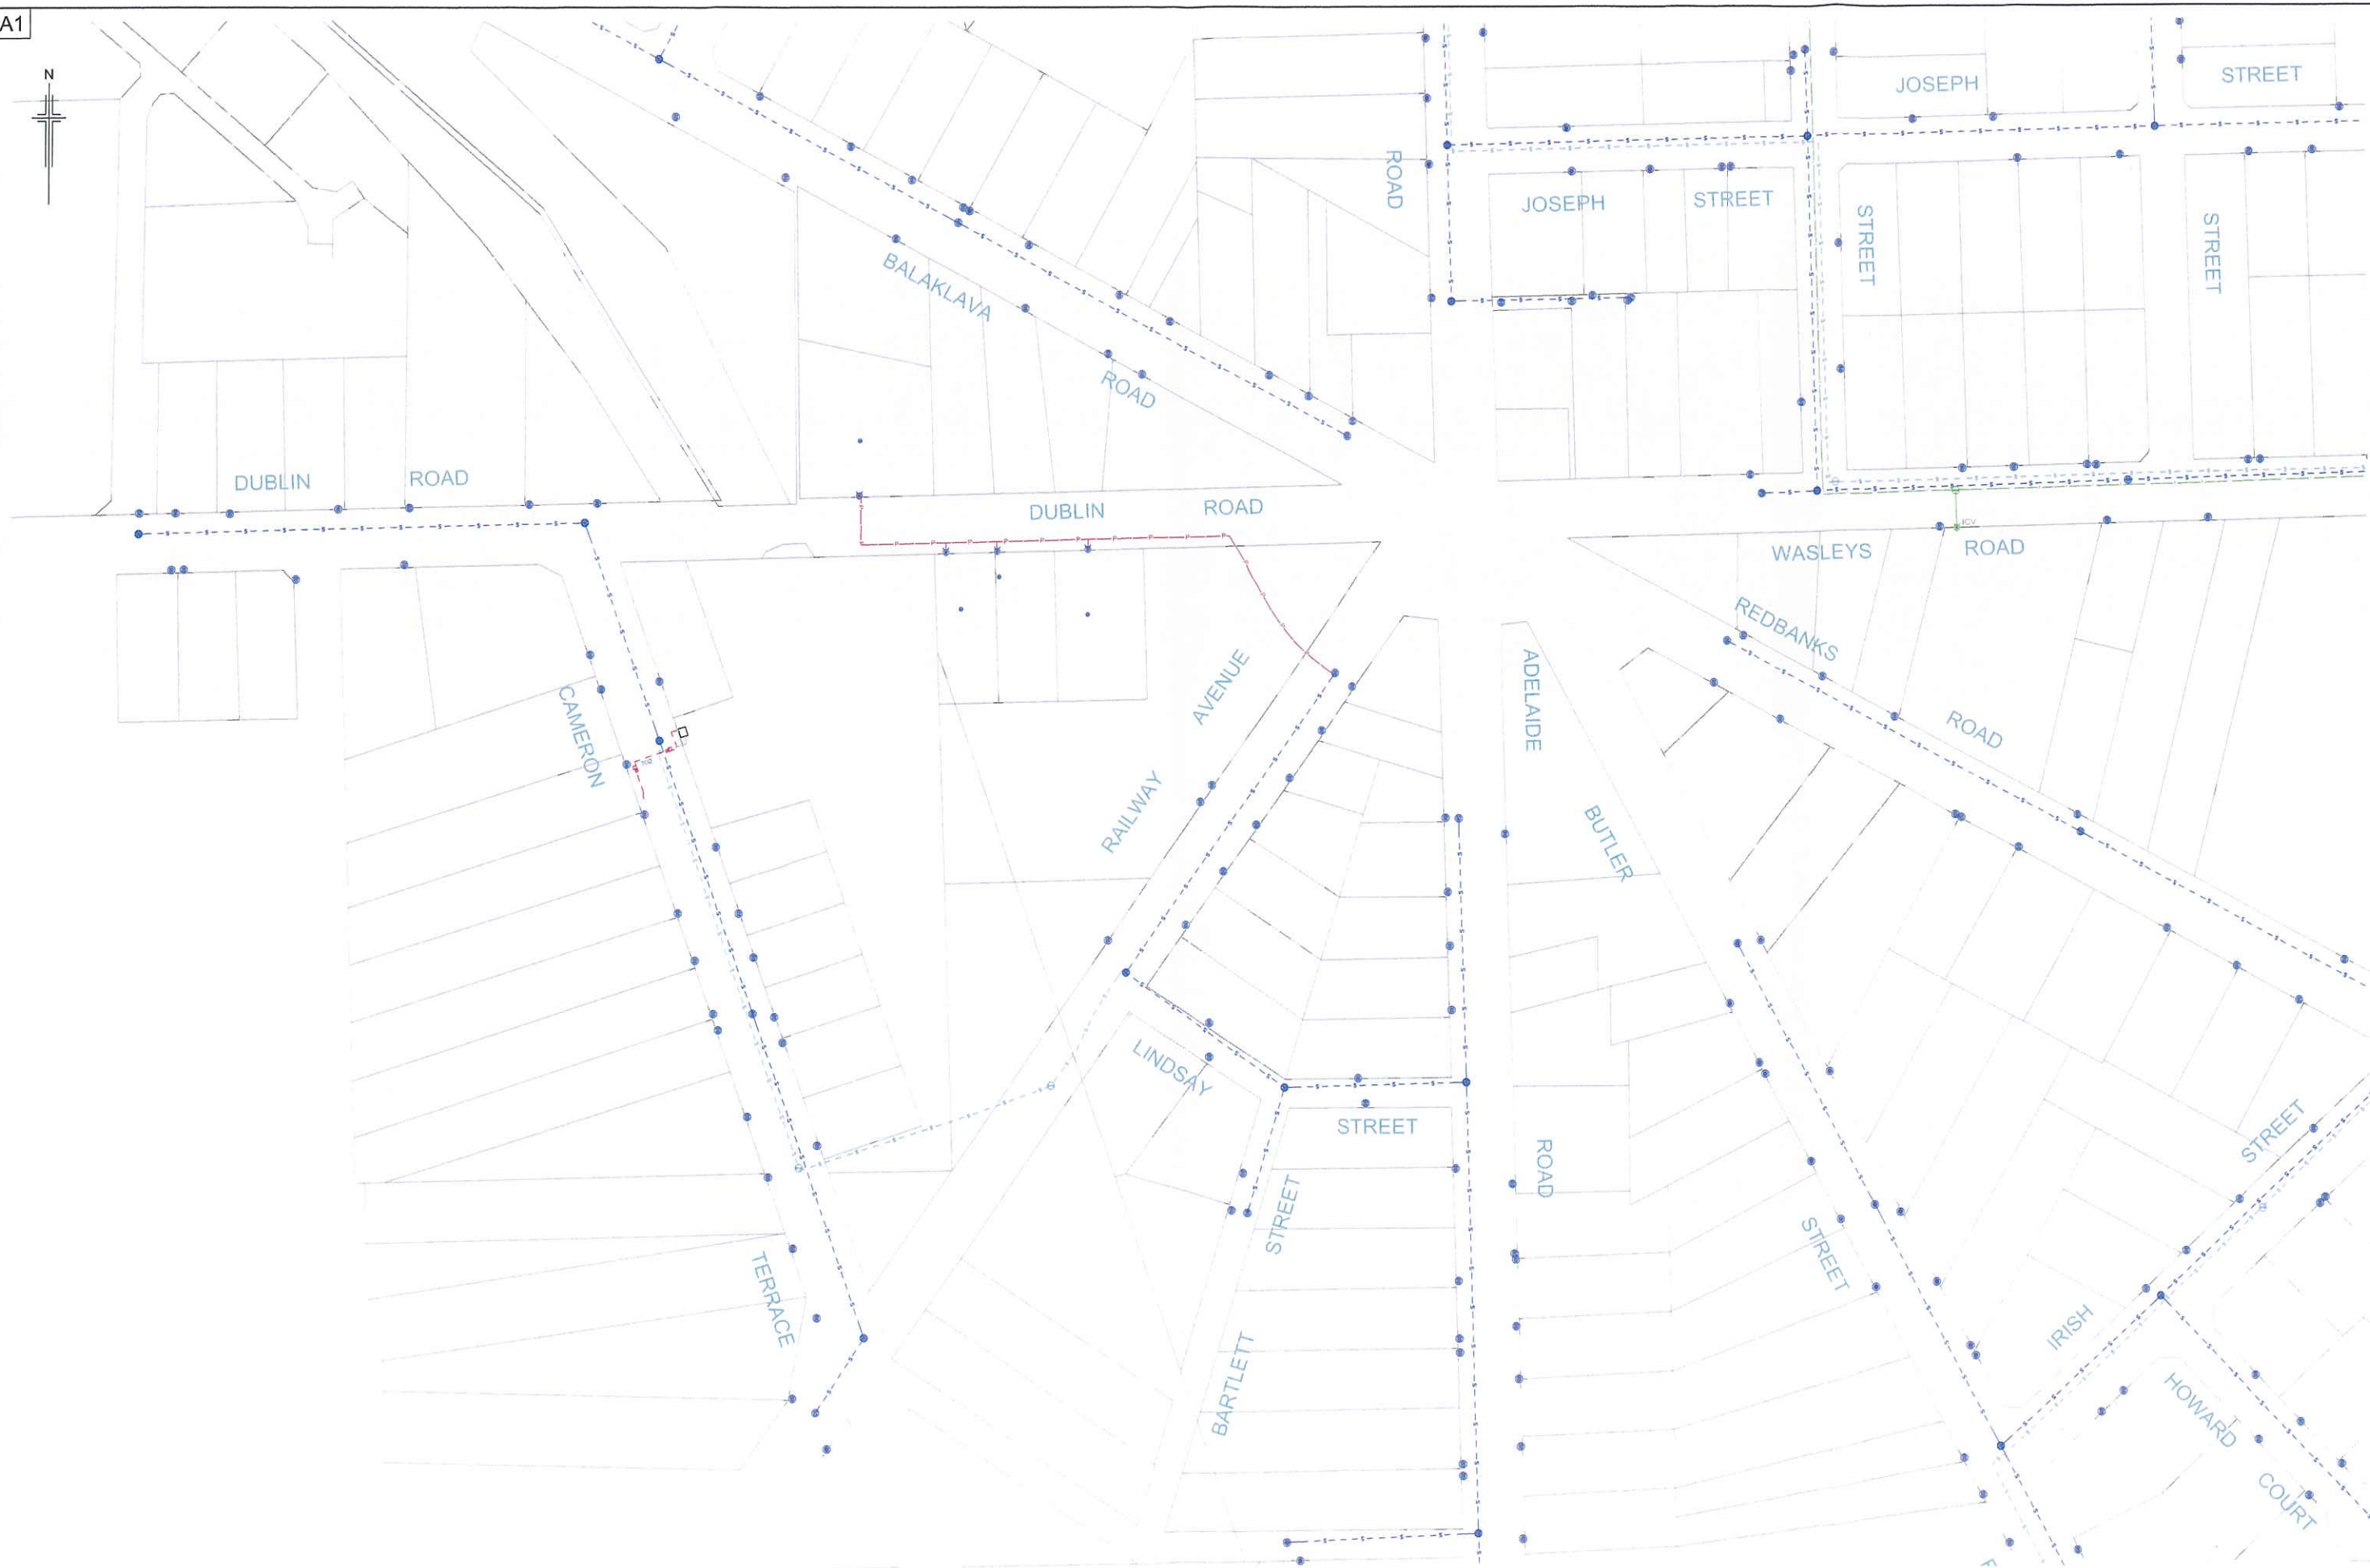 A1
N
JOSEPH
STREET
ROAD
JOSEPH
STREET
STREET
STREET
BALAKLAVA
ROAD
DUBLIN
ROAD
DUBLIN
ROAD
ICV
WASLEYS
ROAD
REDBANKS
ROAD
ADELAIDE
CAMERON
AVENUE
RAILWAY
BUTLER
LINDSAY
STREET
ROAD
STREET
STREET
STREET
TERRACE
IRISH
BARTLETT
HOWARD
COURT